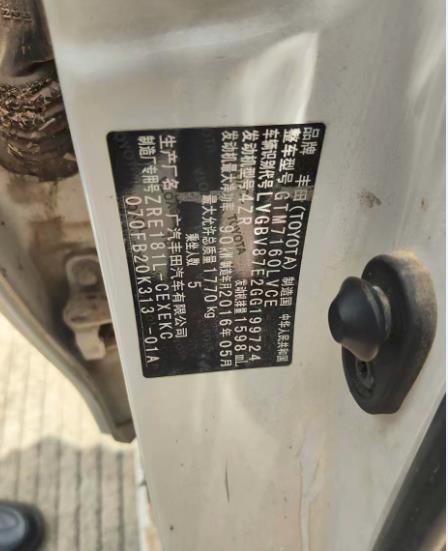 品牌 丰田(TOYOTA) 制造国 中华人民共和国
整车型号 GTM7160LVCE
车辆识别代号 LVGBV87E2GG199724
发动机型号 4ZR 发动机排量 1598 mL
发动机最大净功率 90 kW 制造年月 2016年05月
最大允许总质量 1770kg
乘坐人数 5
生产厂名 广汽丰田汽车有限公司
制造厂专用号 ZRE181L-CEXEKC
070FB20K313 -01A